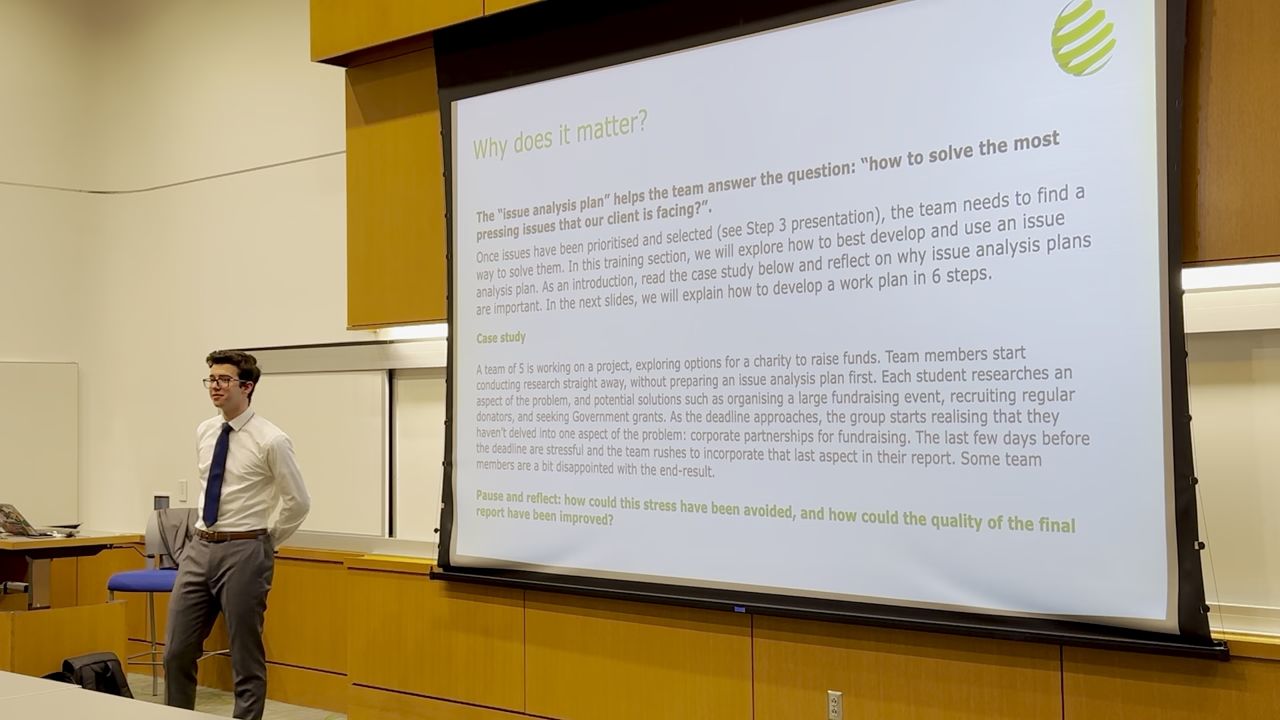 Why does it matter?
The “issue analysis plan” helps the team answer the question: “how to solve the most
pressing issues that our client is facing?”.
Once issues have been prioritised and selected (see Step 3 presentation), the team needs to find a
way to solve them. In this training section, we will explore how to best develop and use an issue
analysis plan. As an introduction, read the case study below and reflect on why issue analysis plans
are important. In the next slides, we will explain how to develop a work plan in 6 steps.
Case study
A team of 5 is working on a project, exploring options for a charity to raise funds. Team members start
conducting research straight away, without preparing an issue analysis plan first. Each student researches an
aspect of the problem, and potential solutions such as organising a large fundraising event, recruiting regular
donators, and seeking Government grants. As the deadline approaches, the group starts realising that they
haven’t delved into one aspect of the problem: corporate partnerships for fundraising. The last few days before
the deadline are stressful and the team rushes to incorporate that last aspect in their report. Some team
members are a bit disappointed with the end-result.
Pause and reflect: how could this stress have been avoided, and how could the quality of the final
report have been improved?